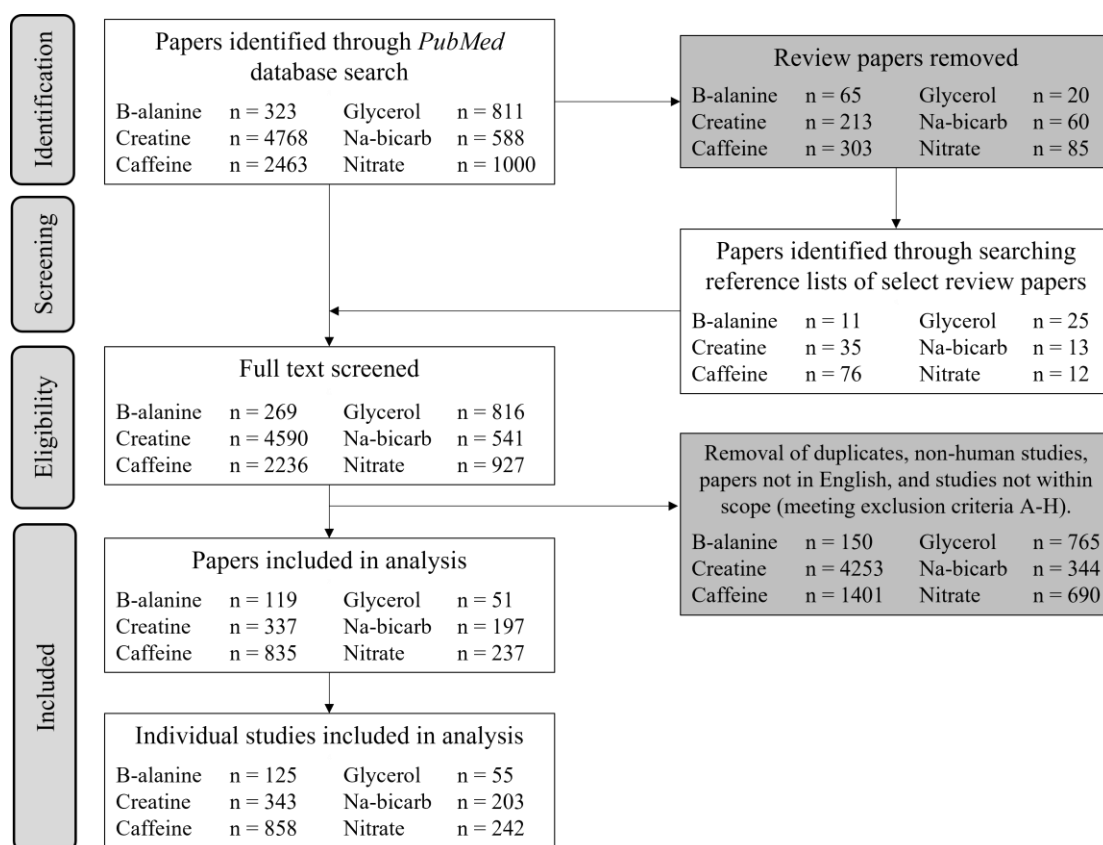 Identification
Papers identified through PubMed
database search
B-alanine n = 323 Glycerol n = 811
Creatine n = 4768 Na-bicarb n = 588
Caffeine n = 2463 Nitrate n = 1000
Review papers removed
B-alanine n = 65 Glycerol n = 20
Creatine n = 213 Na-bicarb n = 60
Caffeine n = 303 Nitrate n = 85
Screening
Papers identified through searching
reference lists of select review papers
B-alanine n = 11 Glycerol n = 25
Creatine n = 35 Na-bicarb n = 13
Caffeine n = 76 Nitrate n = 12
Eligibility
Full text screened
B-alanine n = 269 Glycerol n = 816
Creatine n = 4590 Na-bicarb n = 541
Caffeine n = 2236 Nitrate n = 927
Removal of duplicates, non-human studies,
papers not in English, and studies not within
scope (meeting exclusion criteria A-H).
B-alanine n = 150 Glycerol n = 765
Creatine n = 4253 Na-bicarb n = 344
Caffeine n = 1401 Nitrate n = 690
Included
Papers included in analysis
B-alanine n = 119 Glycerol n = 51
Creatine n = 337 Na-bicarb n = 197
Caffeine n = 835 Nitrate n = 237
Individual studies included in analysis
B-alanine n = 125 Glycerol n = 55
Creatine n = 343 Na-bicarb n = 203
Caffeine n = 858 Nitrate n = 242